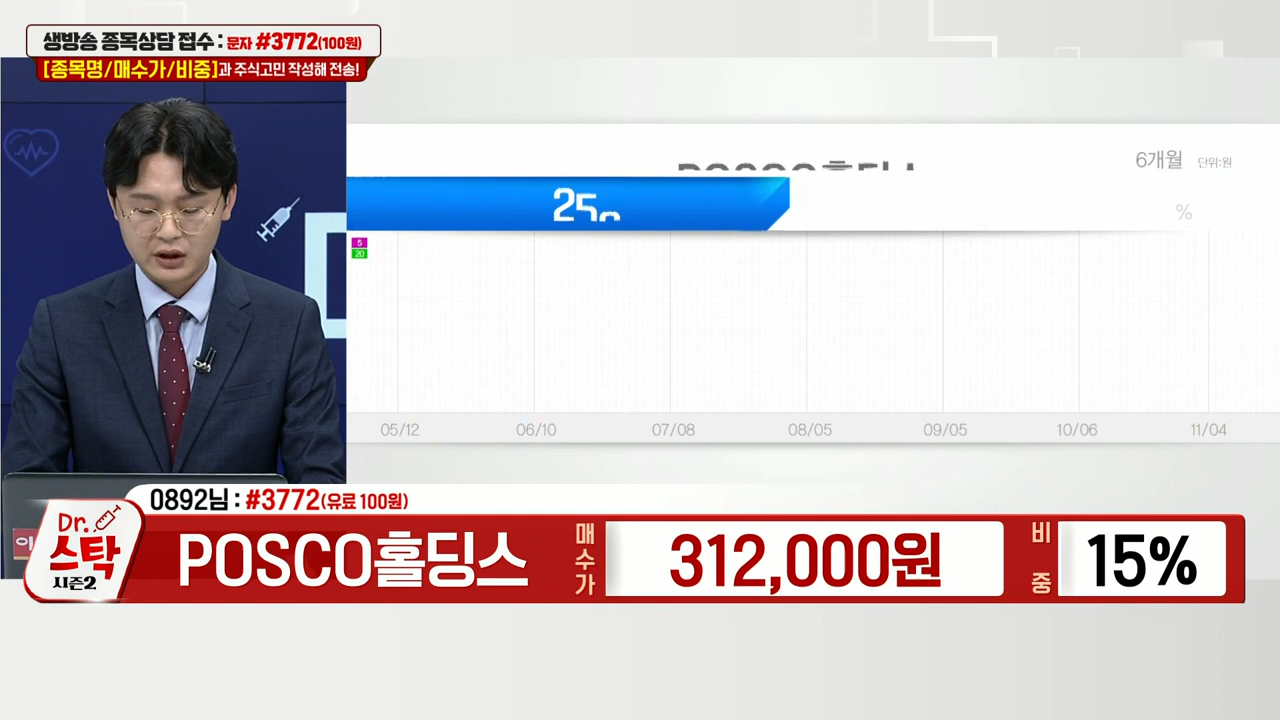 생방송 종목상담 접수 : 문자 #3772(100원)
[종목명/매수가/비중]과 주식고민 작성해 전송!
6개월 단위:원
%
5
20
05/12 06/10 07/08 08/05 09/05 10/06 11/04
0892님 : #3772(유료 100원)
Dr.
스탁
시즌2
POSCO홀딩스
매수가
312,000원
비중
15%